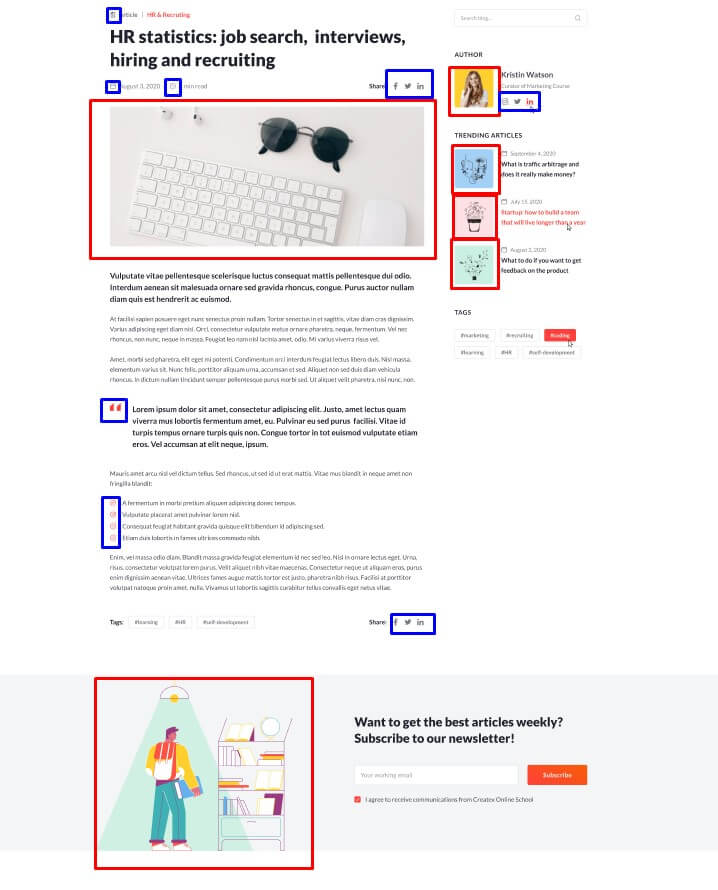 Article | HR & Recruting
HR statistics: job search, interviews,
hiring and recruiting
August 3, 2020 min read
Share
Vulputate vitae pellentesque scelerisque luctus consequat mattis pellentesque dui odio.
Interdum aenean sit malesuada ornare sed gravida rhoncus, congue. Purus auctor nullam
diam quis est hendrerit ac euismod.
At facilisi sapien posuere eget nunc senectus proin nullam. Tortor senectus in et sagittis, vitae diam cras dignissim.
Varius adipiscing eget diam nisl. Orci, consectetur vulputate metus ornare pharetra, neque, fermentum. Vel nec
rhoncus, non nunc, neque in massa. Feugiat leo nam nisl lacinia amet, odio. Mi varius viverra risus vel.
Amet, morbi sed pharetra, elit eget mi potenti. Condimentum orci interdum feugiat lectus libero duis. Nisl massa,
elementum varius sit. Nunc felis, porttitor aliquam urna, accumsan et sed. Aliquet non sed duis diam vehicula
rhoncus. In dictum nullam tincidunt semper pellentesque purus morbi sed. Ut aliquet velit pharetra, nisl nunc, non.
Lorem ipsum dolor sit amet, consectetur adipiscing elit. Justo, amet lectus quam
viverra mus lobortis fermentum amet, eu. Pulvinar eu sed purus facilisi. Vitae id
turpis tempus ornare turpis quis non. Congue tortor in tot euismod vulputate etiam
eros. Vel accumsan at elit neque, ipsum.
Mauris amet arcu nisl vel dictum tellus. Sed rhoncus, ut sed id ut erat mattis. Vitae mus blandit in neque amet non
fringilla blandit:
A fermentum in morbi pretium aliquam adipiscing donec tempus.
Vulputate placerat amet pulvinar lorem nisl.
Consequat feugiat habitant gravida quisque elit bibendum id adipiscing sed.
Etiam duis lobortis in fames ultrices commodo nibh.
Enim, vel massa odio diam. Blandit massa gravida feugiat elementum id nec sed leo. Nisi in ornare lectus eget. Urna,
risus, consectetur volutpat lorem purus. Velit aliquet nibh vitae maecenas. Consectetur neque ut aliquam eros, purus
enim dignissim aenean vitae. Ultrices fames augue mattis tortor est justo, pharetra nibh risus. Facilisi at porttitor
volutpat natoque proin amet, nulla. Vivamus ut lobortis sagittis curabitur tellus convallis eget netus vitae.
Tags: #learning #HR #self-development
Share:
Search blog...
AUTHOR
Kristin Watson
Curator of Marketing Course
TRENDING ARTICLES
September 4, 2020
What is traffic arbitrage and
does it really make money?
July 15, 2020
Startup: how to build a team
that will live longer than a year
August 2, 2020
What to do if you want to get
feedback on the product
TAGS
#marketing #recruiting
#learning #HR #self-development
Want to get the best articles weekly?
Subscribe to our newsletter!
Your working email
Subscribe
I agree to receive communications from Createx Online School